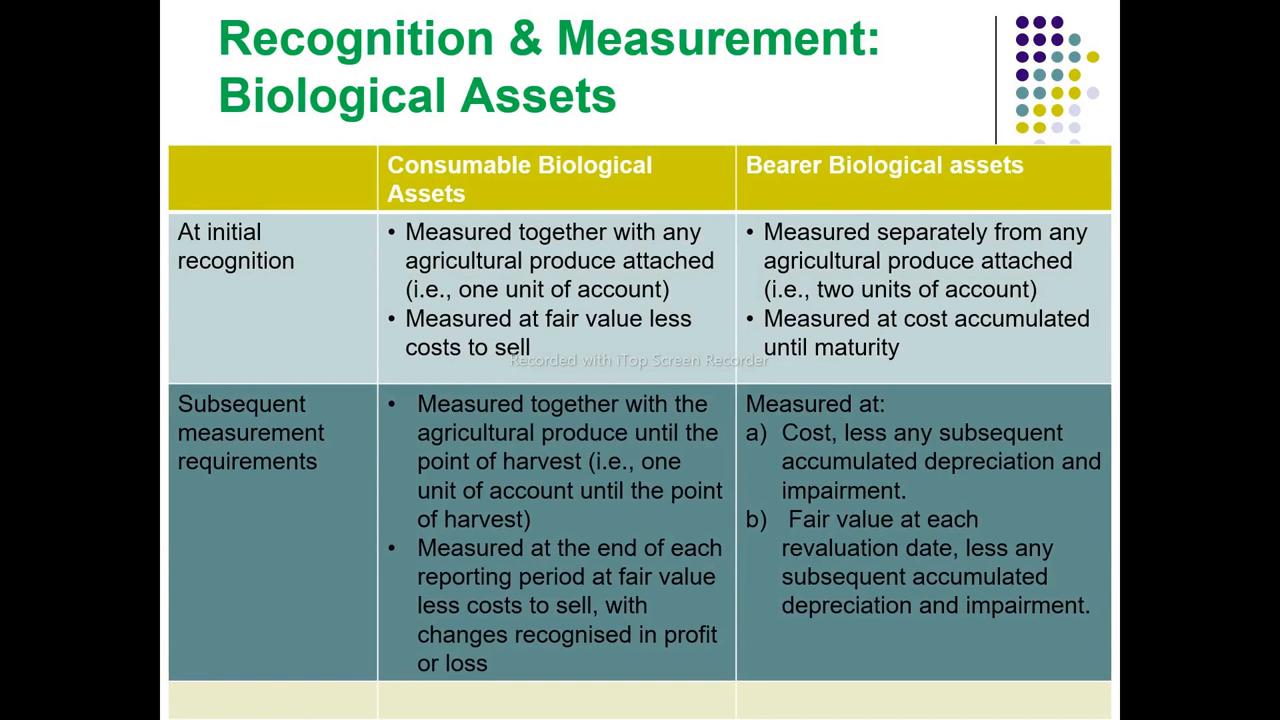 Recognition & Measurement:
Biological Assets
Consumable Biological
Assets
Bearer Biological assets
At initial
recognition
• Measured together with any
agricultural produce attached
(i.e., one unit of account)
• Measured at fair value less
costs to sell
• Measured separately from any
agricultural produce attached
(i.e., two units of account)
• Measured at cost accumulated
until maturity
Recorded with iTop Screen Recorder
Subsequent
measurement
requirements
• Measured together with the
agricultural produce until the
point of harvest (i.e., one
unit of account until the point
of harvest)
• Measured at the end of each
reporting period at fair value
less costs to sell, with
changes recognised in profit
or loss
Measured at:
a) Cost, less any subsequent
accumulated depreciation and
impairment.
b) Fair value at each
revaluation date, less any
subsequent accumulated
depreciation and impairment.